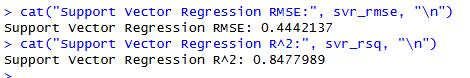 > cat("Support Vector Regression RMSE:", svr_rmse, "\n")
Support Vector Regression RMSE: 0.4442137
> cat("Support Vector Regression R^2:", svr_rsq, "\n")
Support Vector Regression R^2: 0.8477989
>